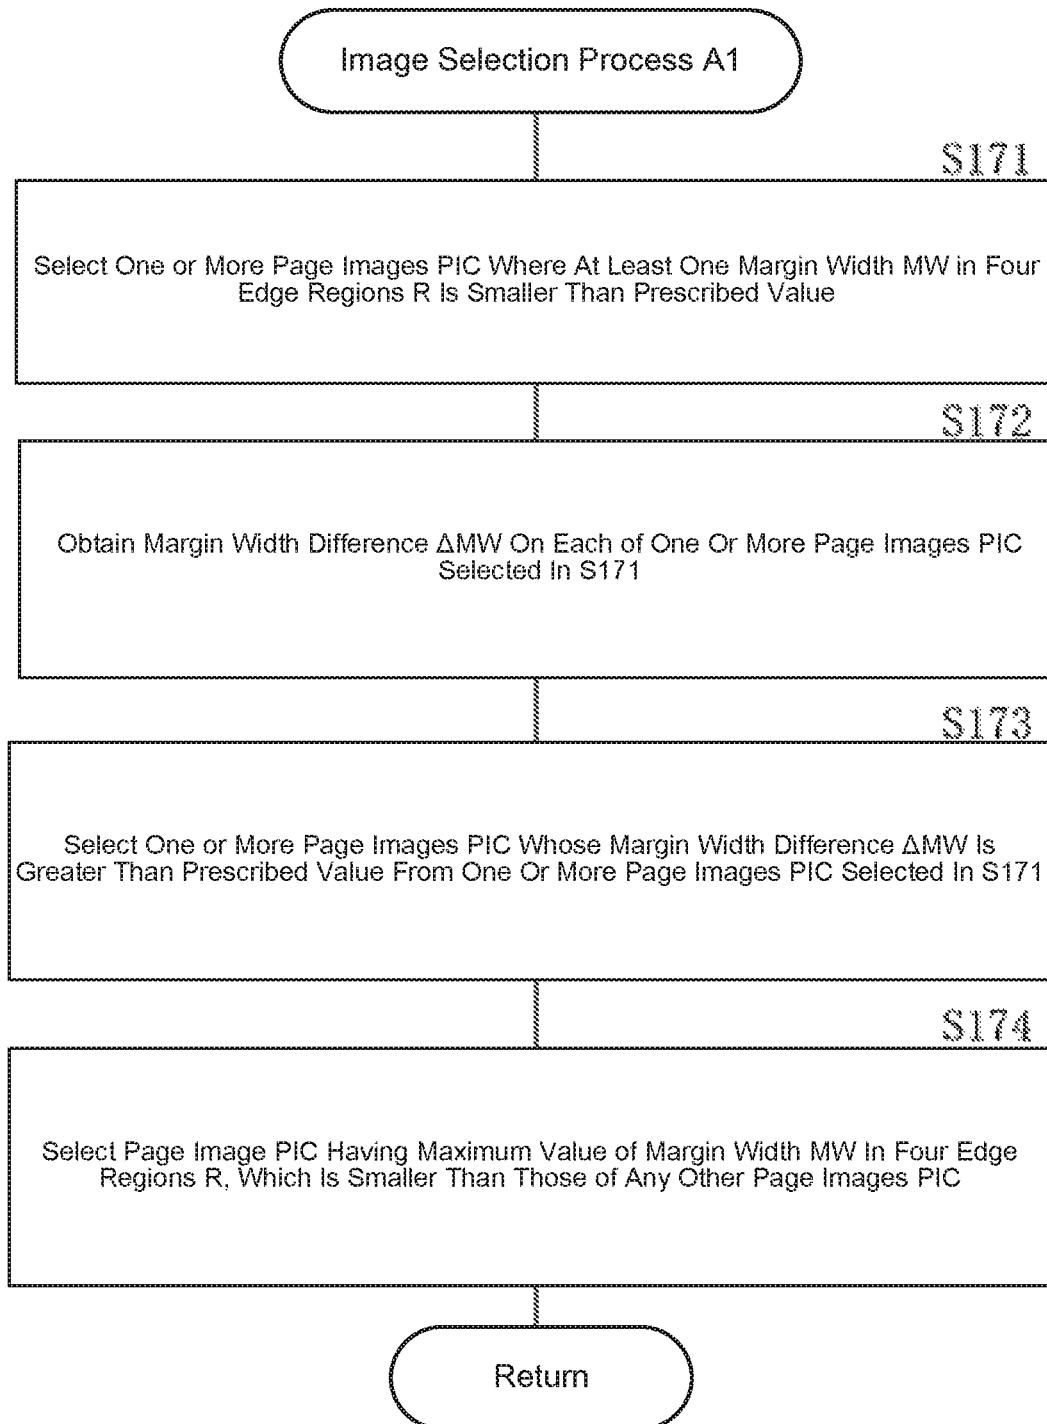 Image Selection Process A1
S171
Select One or More Page Images PIC Where At Least One Margin Width MW in Four
Edge Regions R Is Smaller Than Prescribed Value
S172
Obtain Margin Width Difference ΔMW On Each of One Or More Page Images PIC
Selected In S171
S173
Select One or More Page Images PIC Whose Margin Width Difference ΔMW Is
Greater Than Prescribed Value From One Or More Page Images PIC Selected In S171
S174
Select Page Image PIC Having Maximum Value of Margin Width MW In Four Edge
Regions R, Which Is Smaller Than Those of Any Other Page Images PIC
Return